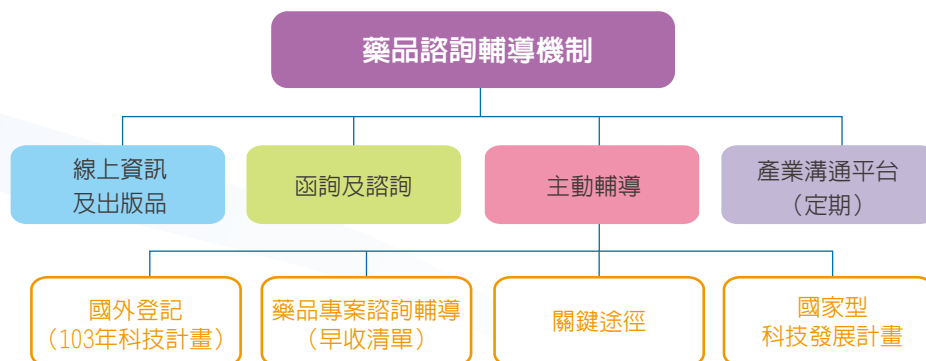 藥品諮詢輔導機制
線上資訊
及出版品
函詢及諮詢
主動輔導
產業溝通平台
（定期）
國外登記
（103年科技計畫）
藥品專案諮詢輔導
（早收清單）
關鍵途徑
國家型
科技發展計畫